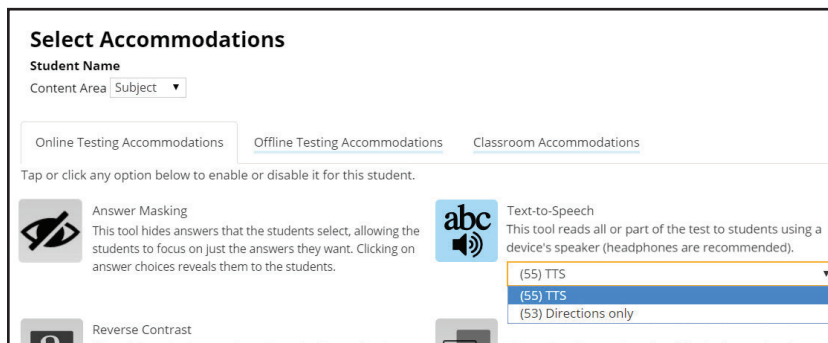 Select Accommodations
Student Name
Content Area Subject
Online Testing Accommodations Offline Testing Accommodations Classroom Accommodations
Tap or click any option below to enable or disable it for this student.
Answer Masking
This tool hides answers that the students select, allowing the
students to focus on just the answers they want. Clicking on
answer choices reveals them to the students.
abc
Text-to-Speech
This tool reads all or part of the test to students using a
device's speaker (headphones are recommended).
(55) TTS
(55) TTS
(53) Directions only
Reverse Contrast